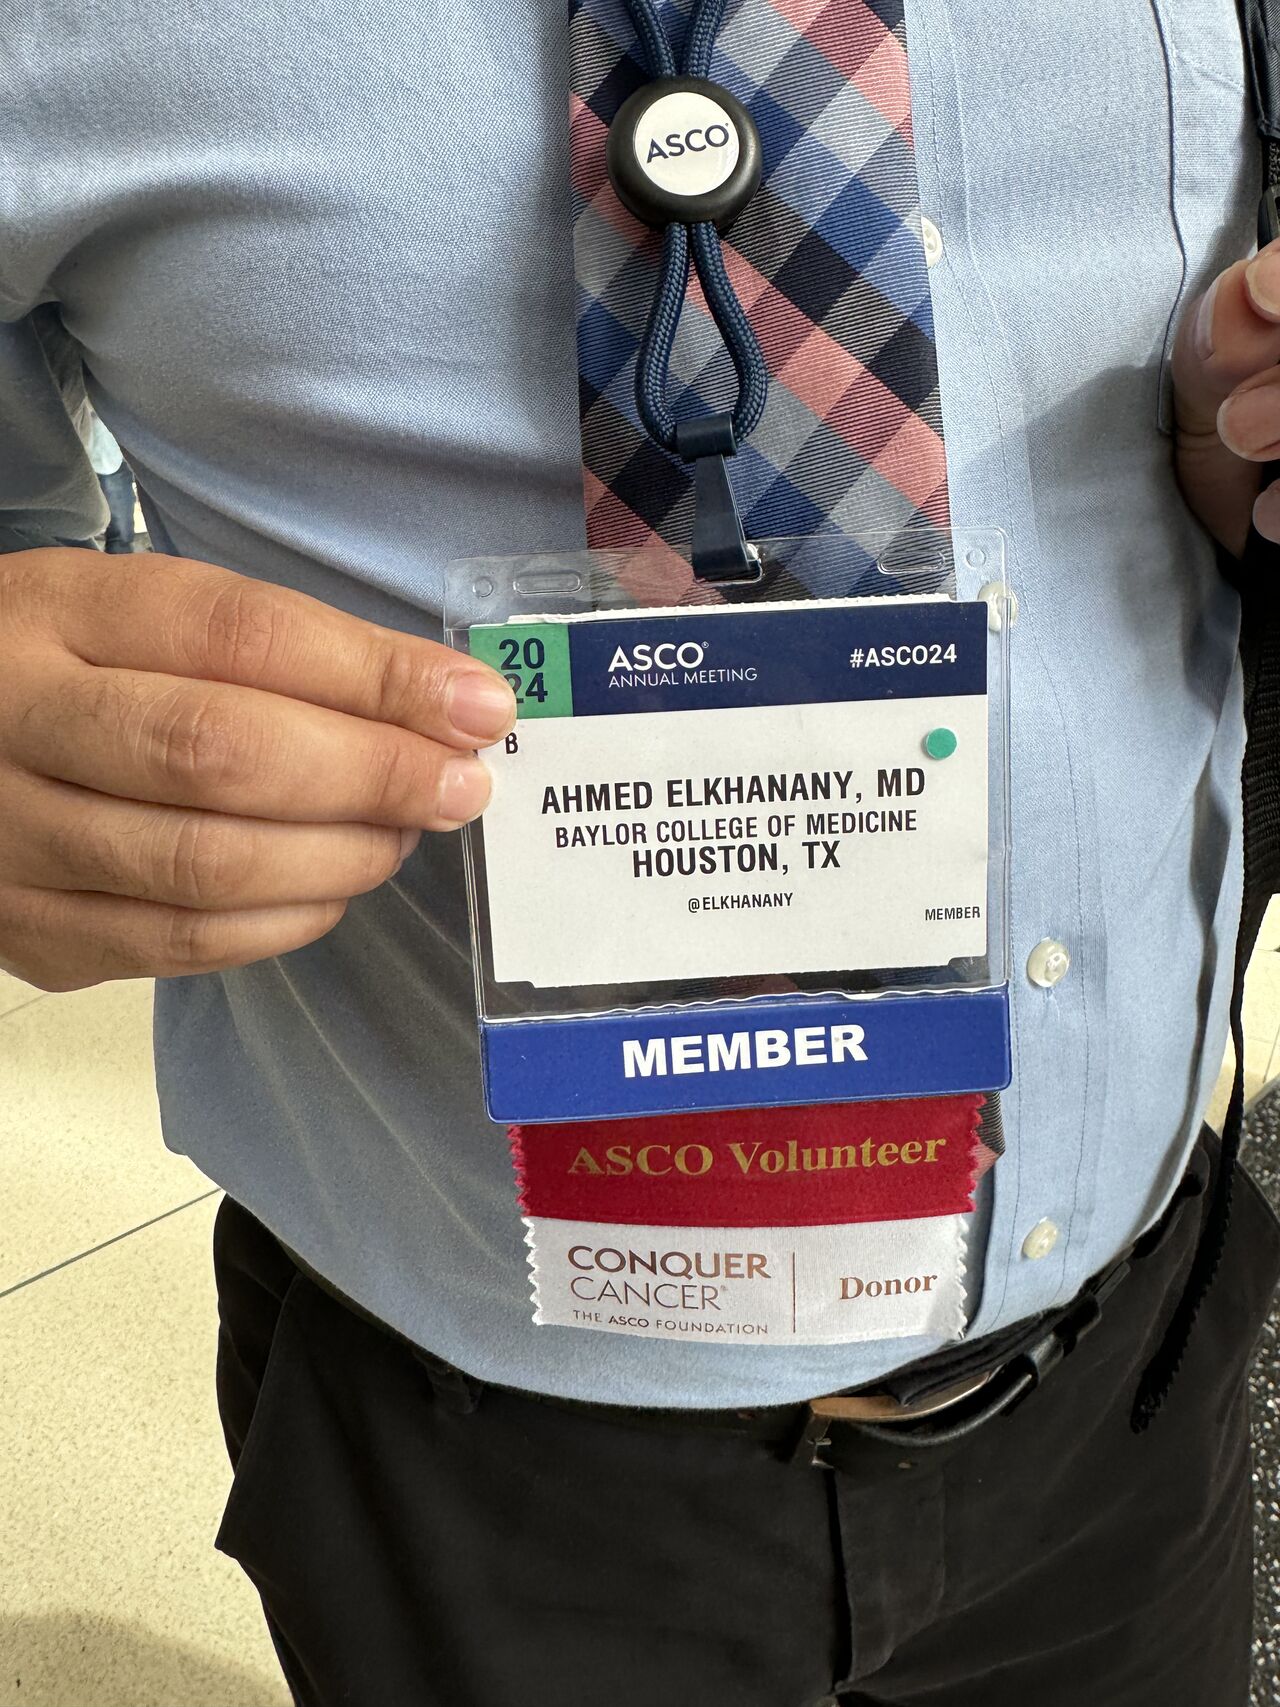 ASCO®
20
24
ASCO®
ANNUAL MEETING
#ASCO24
B
AHMED ELKHANANY, MD
BAYLOR COLLEGE OF MEDICINE
HOUSTON, TX
@ELKHANANY
MEMBER
MEMBER
ASCO Volunteer
CONQUER
CANCER®
THE ASCO FOUNDATION
Donor